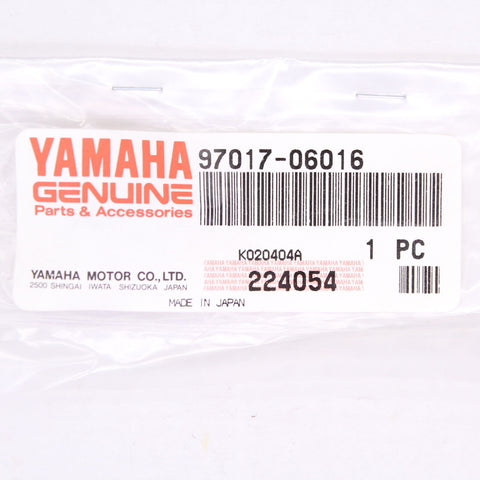 YAMAHA
GENUINE
Parts & Accessories
97017-06016
K020404A
1 PC
YAMAHA MOTOR CO.,LTD.
2500 SHINGAI IWATA SHIZUOKA JAPAN
224054
MADE IN JAPAN